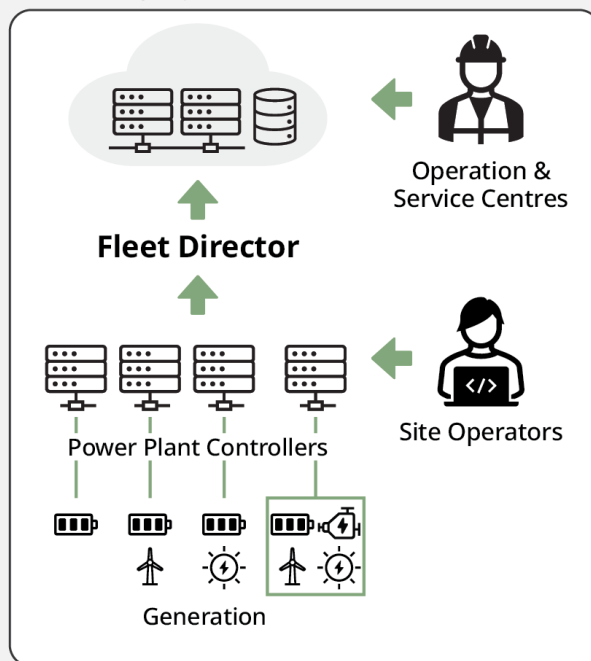 Operation &
Service Centres
Fleet Director
</>
Site Operators
Power Plant Controllers
Generation